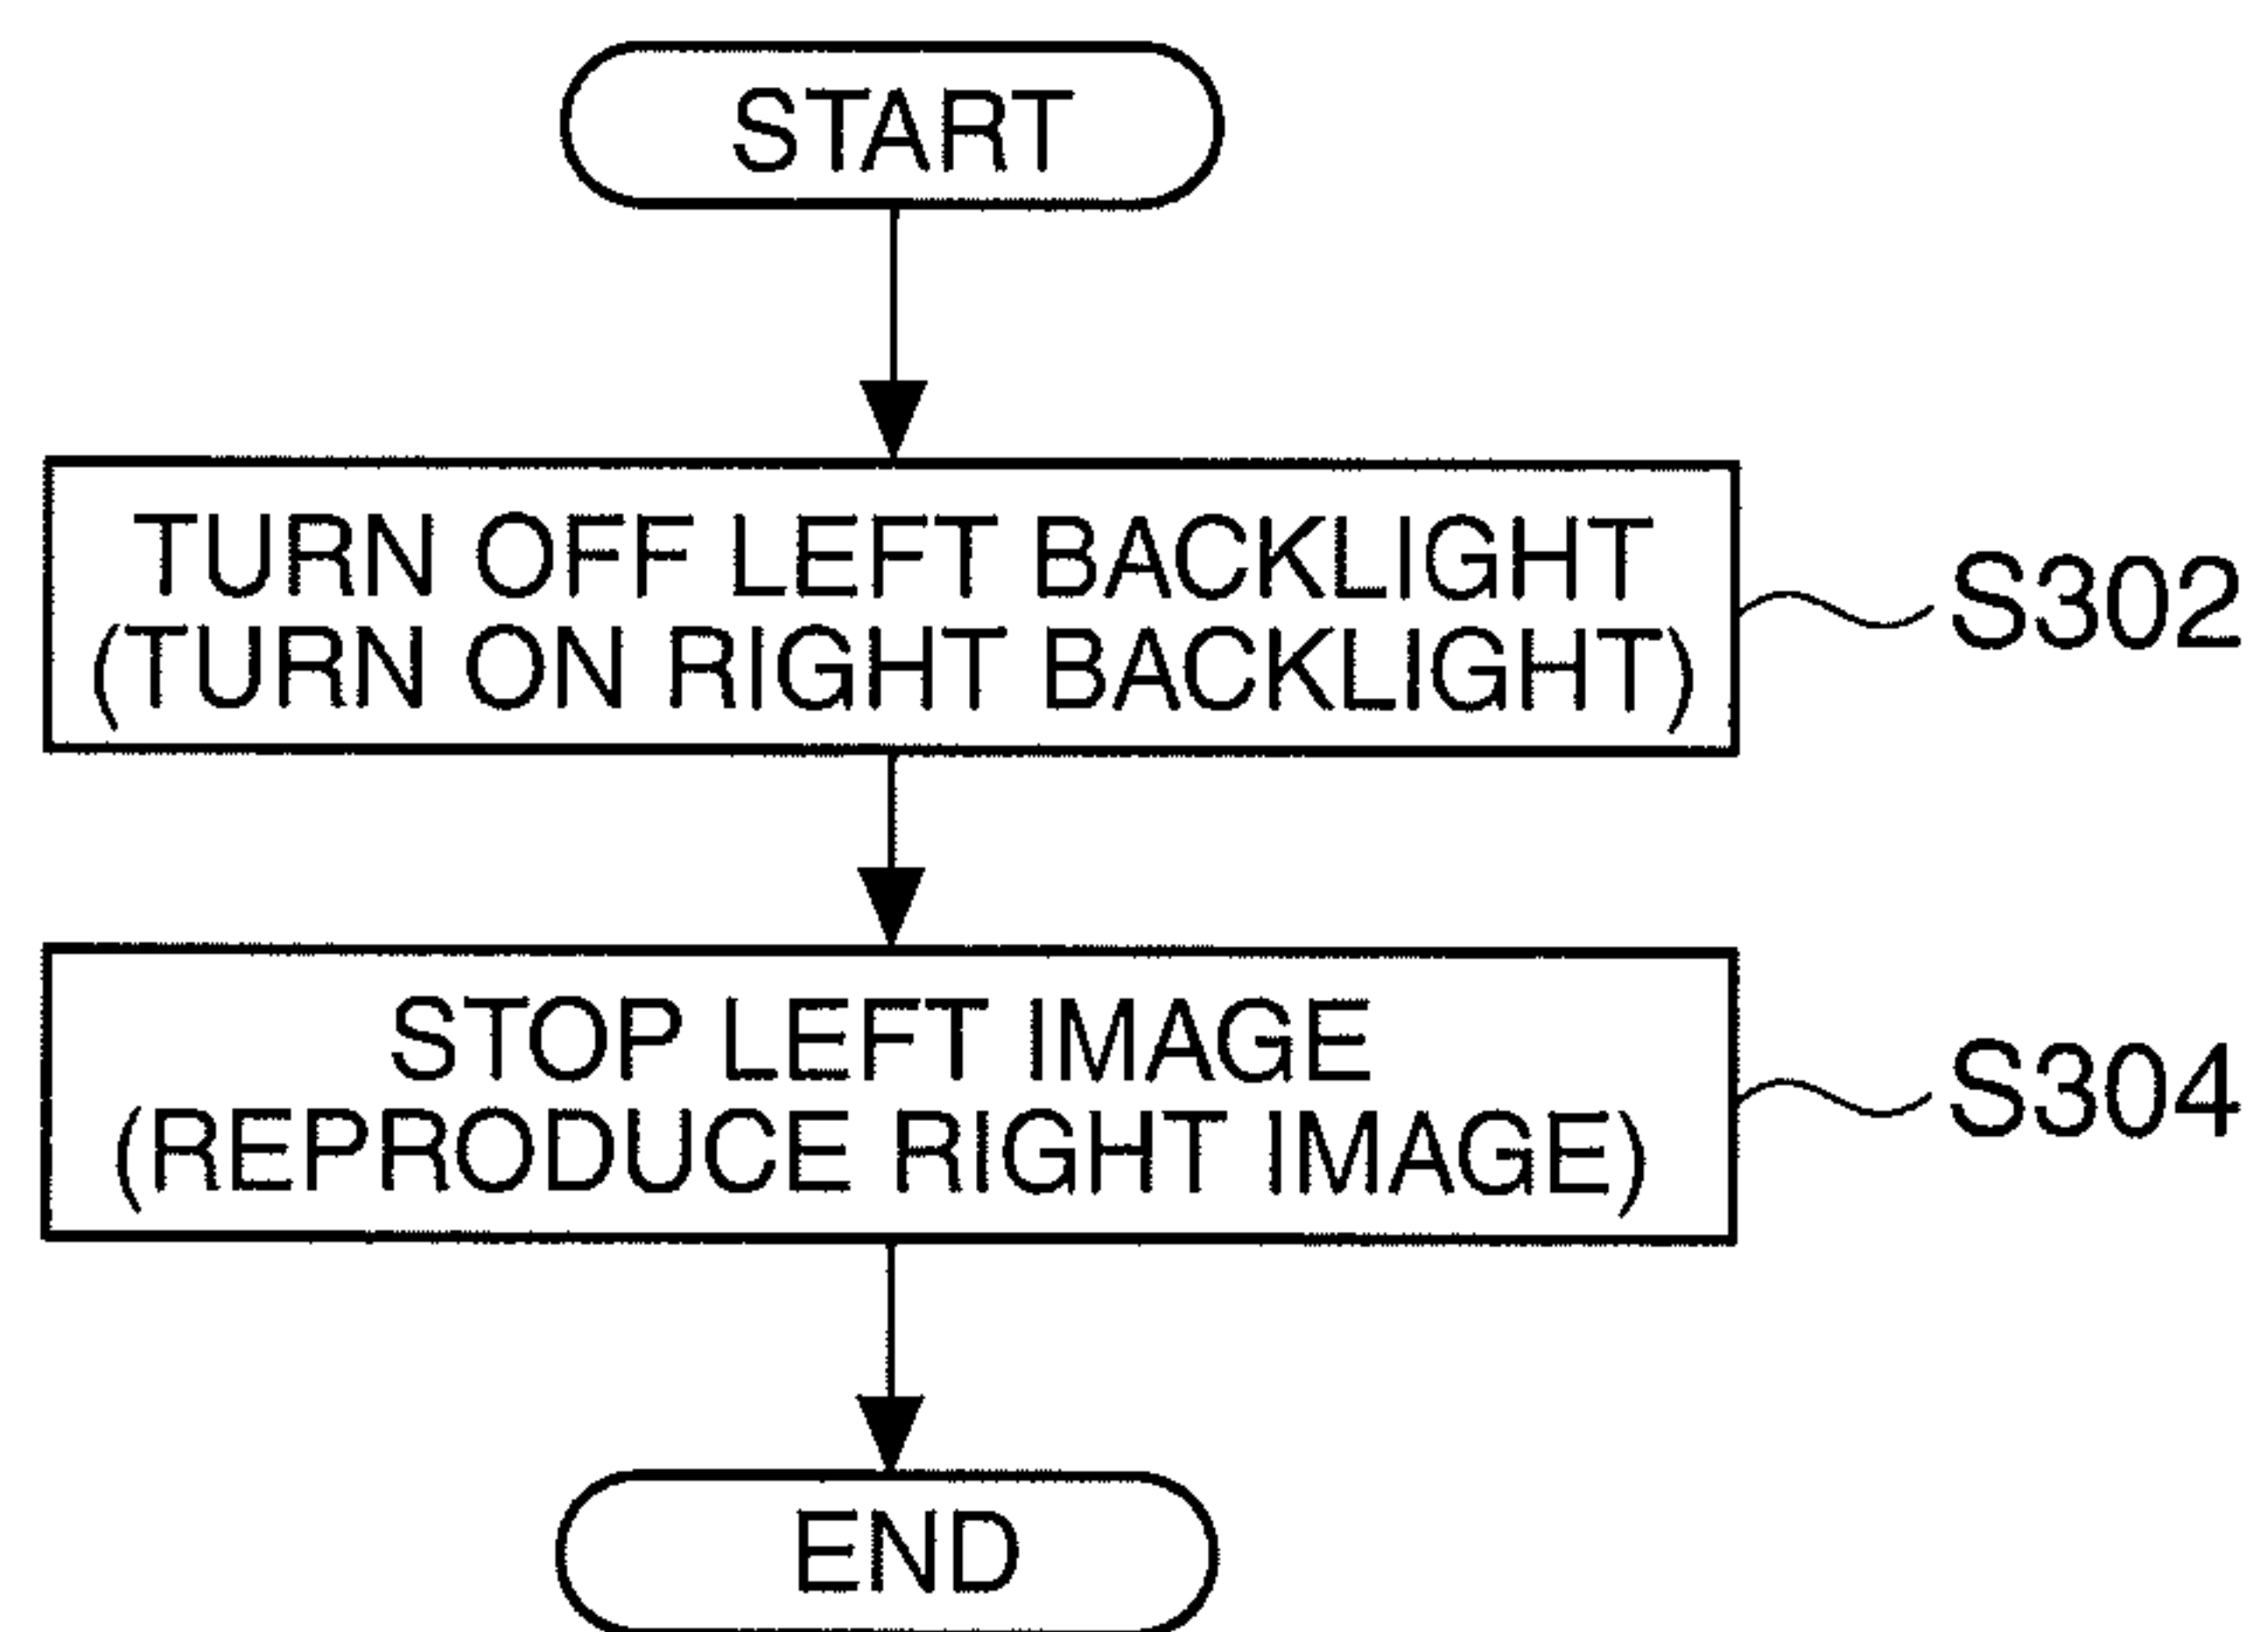 START
TURN OFF LEFT BACKLIGHT
(TURN ON RIGHT BACKLIGHT)
S302
STOP LEFT IMAGE
(REPRODUCE RIGHT IMAGE)
S304
END